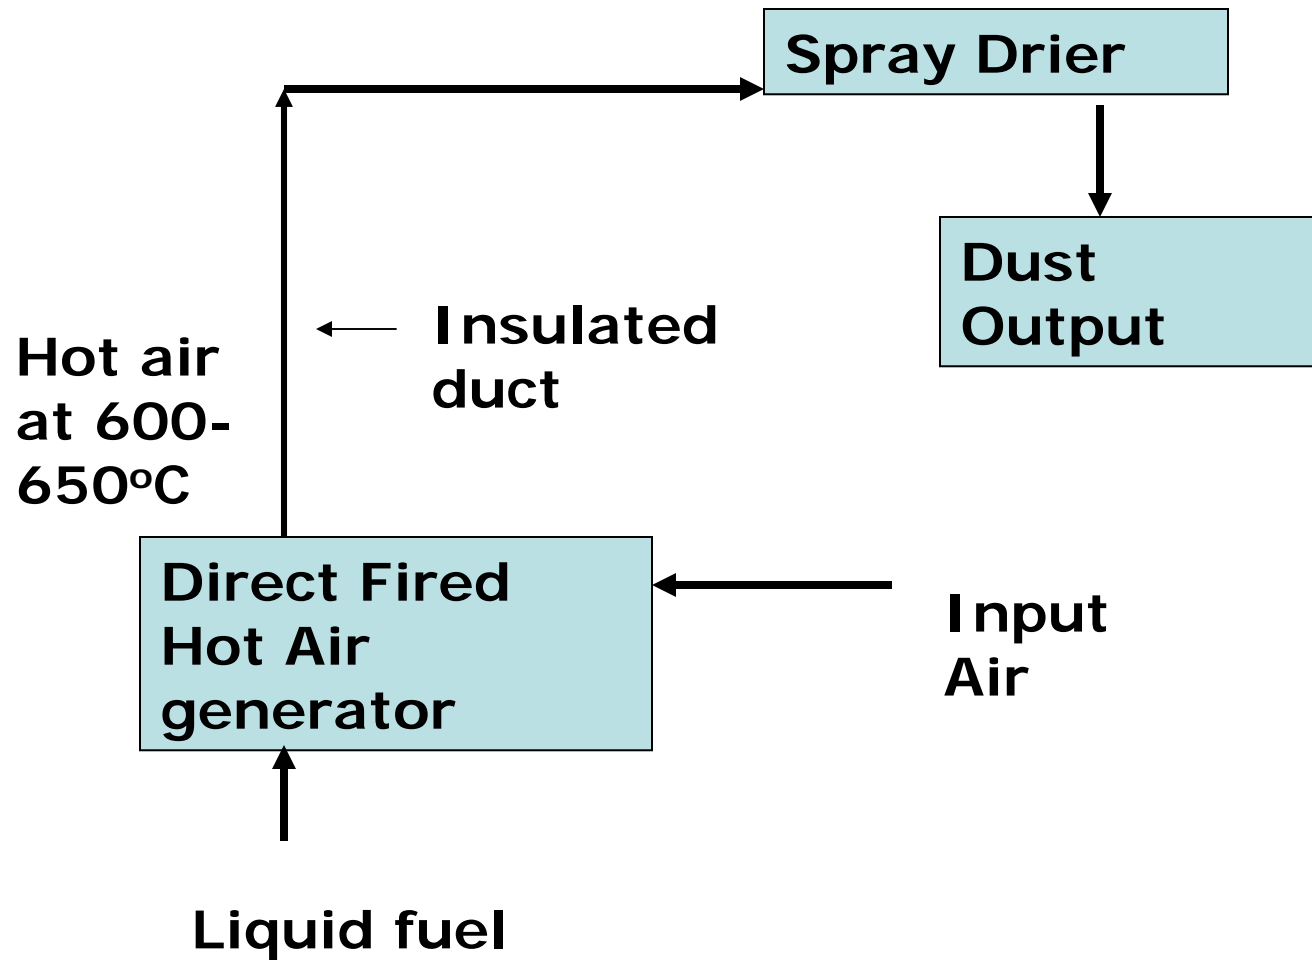 Spray Drier
Dust
Output
Insulated
duct
Hot air
at 600-
650ºC
Direct Fired
Hot Air
generator
Input
Air
Liquid fuel